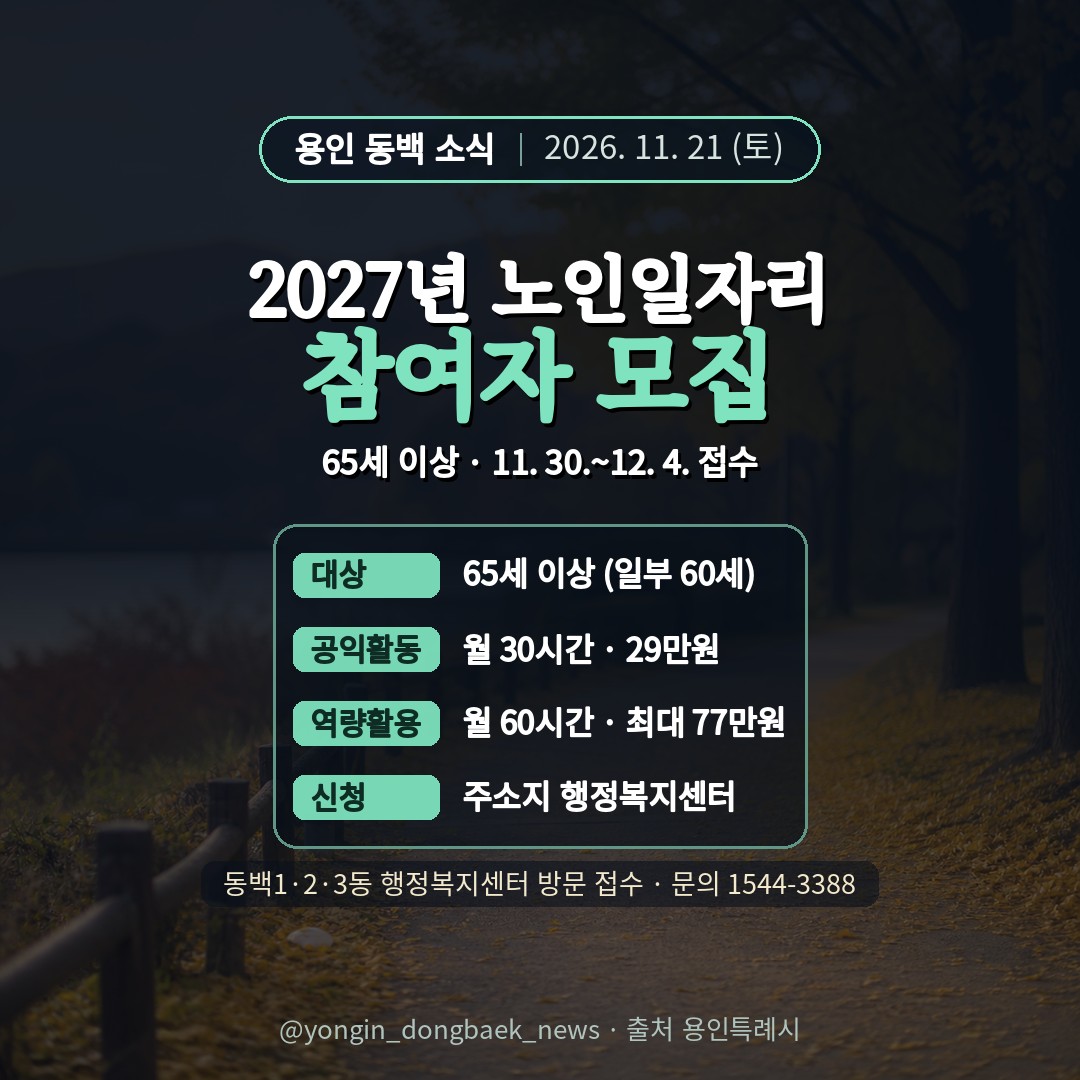 용인 동백 소식 | 2026. 11. 21 (토)
2027년 노인일자리
참여자 모집
65세 이상 · 11. 30.~12. 4. 접수
대상 65세 이상 (일부 60세)
공익활동 월 30시간 · 29만원
역량활용 월 60시간 · 최대 77만원
신청 주소지 행정복지센터
동백1·2·3동 행정복지센터 방문 접수 · 문의 1544-3388
@yongin_dongbaek_news · 출처 용인특례시